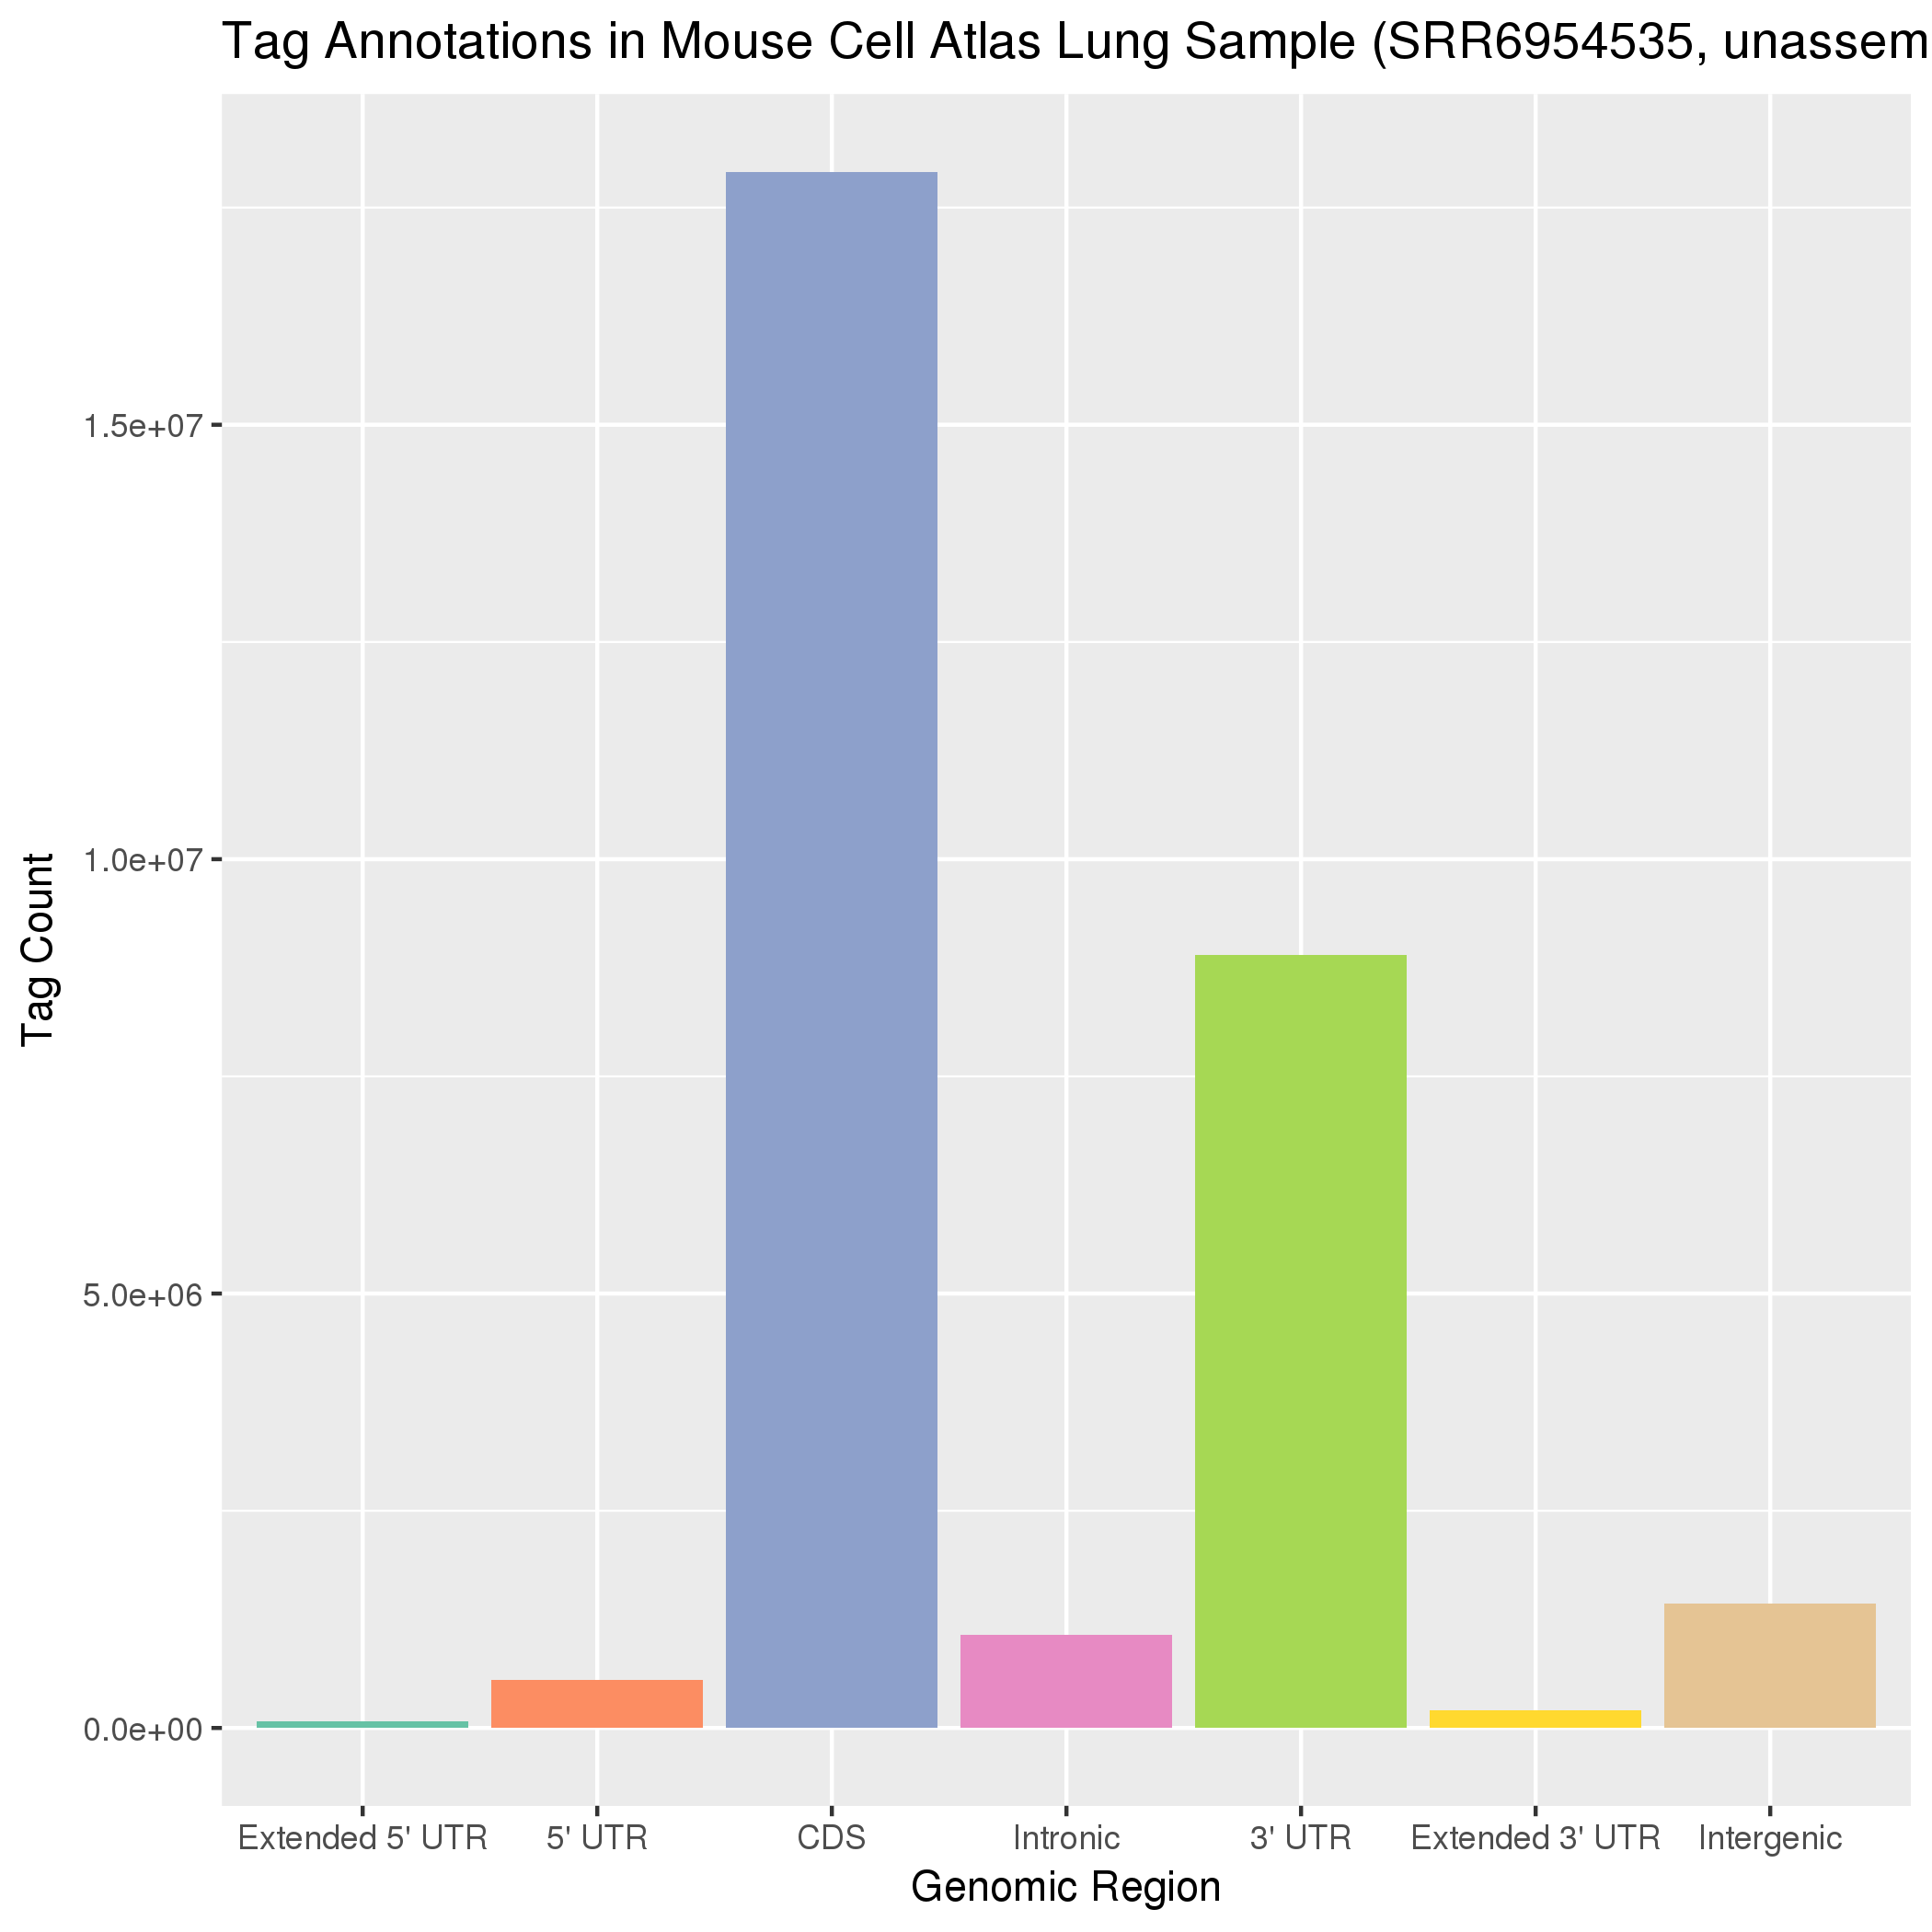 Tag Annotations in Mouse Cell Atlas Lung Sample (SRR6954535, unassem
Tag Count
1.5e+07
1.0e+07
5.0e+06
0.0e+00
Extended 5' UTR 5' UTR CDS Intronic 3' UTR Extended 3' UTR Intergenic
Genomic Region